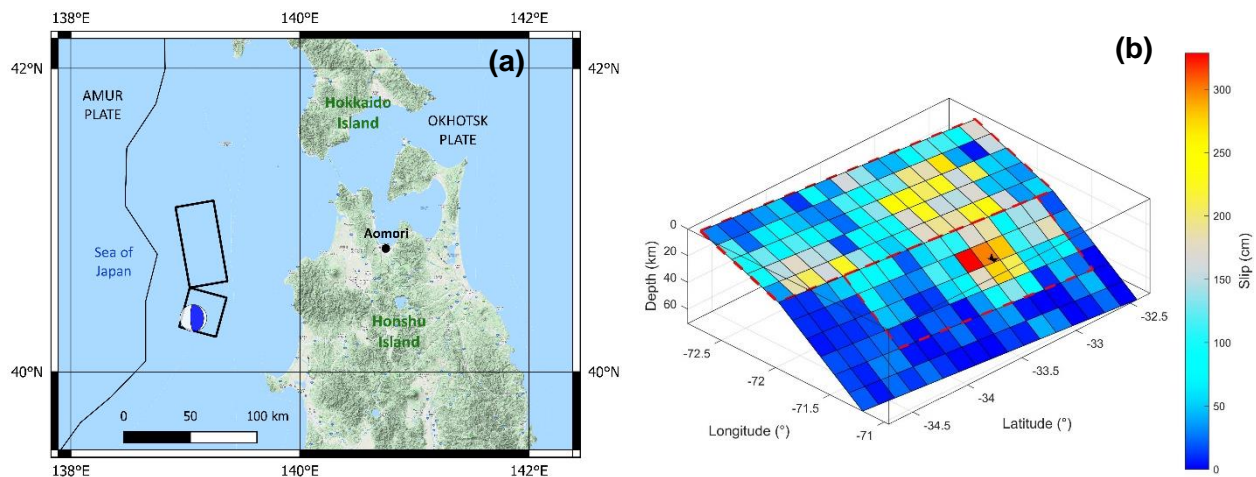 138°E
140°E
142°E
42°N
42°N
(a)
AMUR
PLATE
Hokkaido
Island
OKHOTSK
PLATE
Aomori
Sea of
Japan
Honshu
Island
40°N
40°N
0
50
100 km
138°E
140°E
142°E
(b)
0
20
40
60
Depth (km)
-72.5
-72
-71.5
-71
Longitude (°)
-34.5
-34
-33.5
-33
-32.5
Latitude (°)
300
250
200
150
100
50
0
Slip (cm)